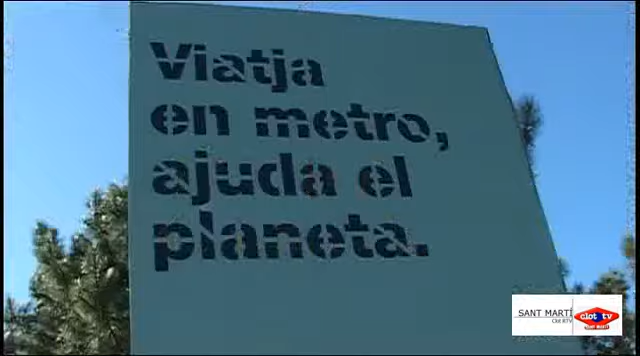 Viatja
en metro,
ajuda el
planeta.
SANT MARTÍ
clot tv